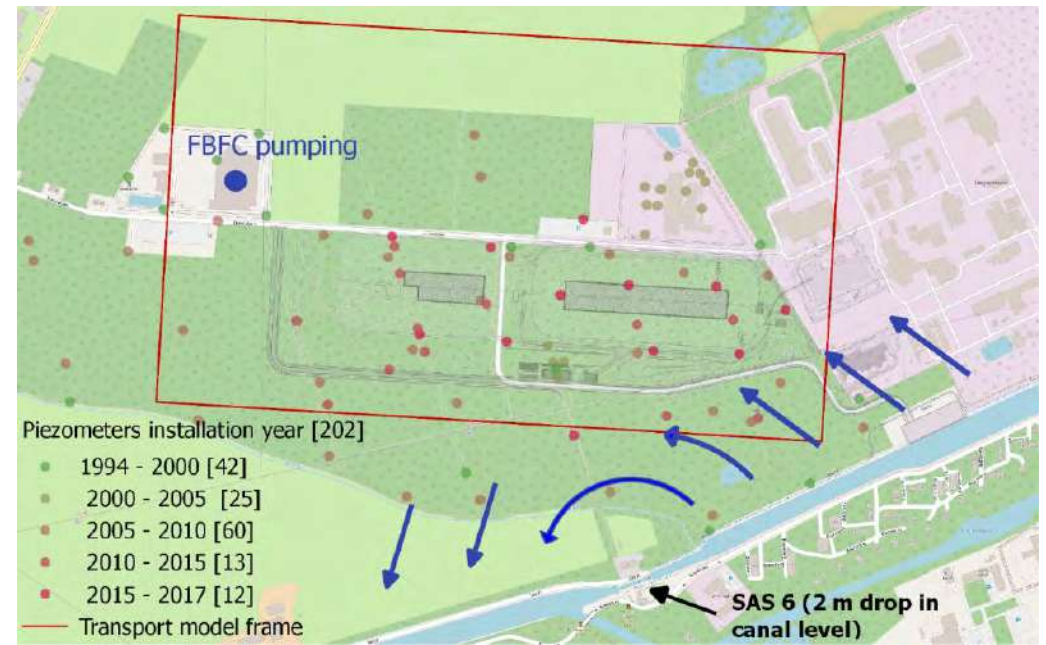 FBFC pumping
Piezometers installation year [202]
1994 - 2000 [42]
2000 - 2005 [25]
2005 - 2010 [60]
2010 - 2015 [13]
2015 - 2017 [12]
Transport model frame
SAS 6 (2 m drop in
canal level)